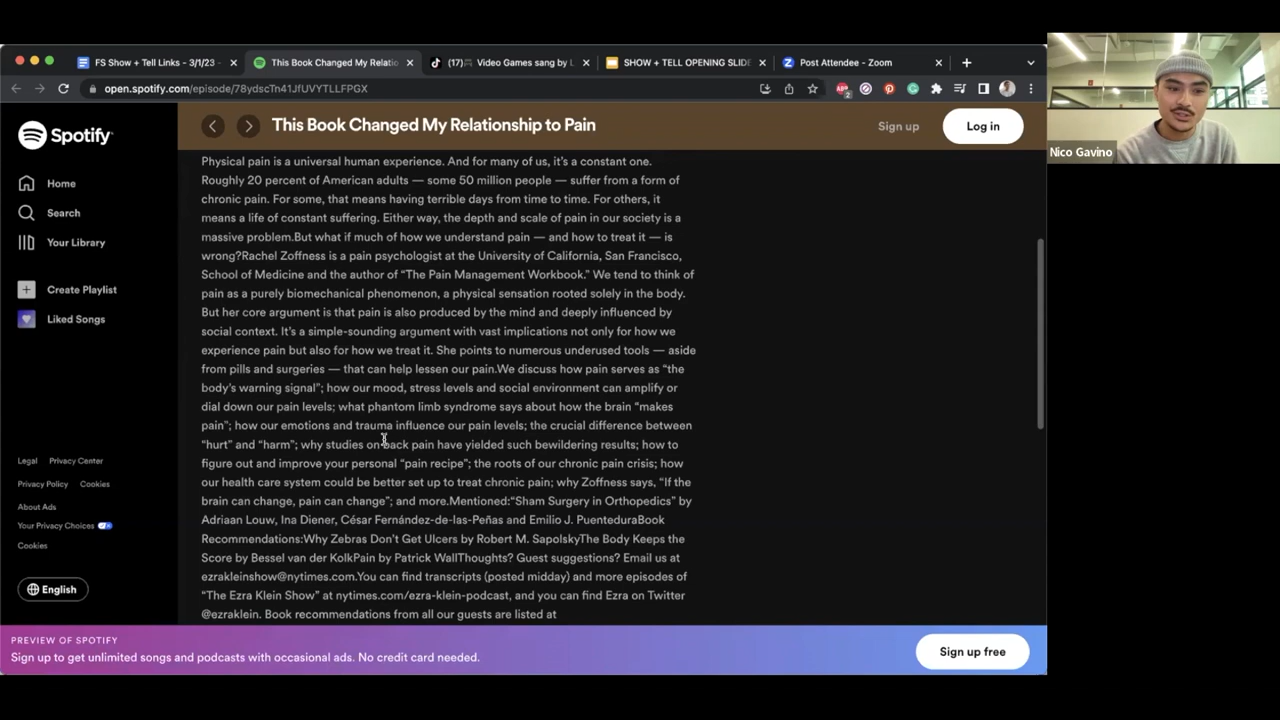 FS Show + Tell Links - 3/1/23
This Book Changed My Relatio
(17) Video Games sang by L
SHOW + TELL OPENING SLIDE
Post Attendee - Zoom
open.spotify.com/episode/78ydscTn41JfUVYTLLFPGX
Spotify
This Book Changed My Relationship to Pain
Sign up
Log in
Home
Search
Your Library
Create Playlist
Liked Songs
Legal Privacy Center
Privacy Policy Cookies
About Ads
Your Privacy Choices
Cookies
English
Physical pain is a universal human experience. And for many of us, it's a constant one.
Roughly 20 percent of American adults — some 50 million people — suffer from a form of
chronic pain. For some, that means having terrible days from time to time. For others, it
means a life of constant suffering. Either way, the depth and scale of pain in our society is a
massive problem.But what if much of how we understand pain — and how to treat it — is
wrong?Rachel Zoffness is a pain psychologist at the University of California, San Francisco,
School of Medicine and the author of "The Pain Management Workbook." We tend to think of
pain as a purely biomechanical phenomenon, a physical sensation rooted solely in the body.
But her core argument is that pain is also produced by the mind and deeply influenced by
social context. It's a simple-sounding argument with vast implications not only for how we
experience pain but also for how we treat it. She points to numerous underused tools — aside
from pills and surgeries — that can help lessen our pain.We discuss how pain serves as "the
body's warning signal"; how our mood, stress levels and social environment can amplify or
dial down our pain levels; what phantom limb syndrome says about how the brain "makes
pain"; how our emotions and trauma influence our pain levels; the crucial difference between
"hurt" and "harm"; why studies on back pain have yielded such bewildering results; how to
figure out and improve your personal "pain recipe"; the roots of our chronic pain crisis; how
our health care system could be better set up to treat chronic pain; why Zoffness says, "If the
brain can change, pain can change"; and more.Mentioned:"Sham Surgery in Orthopedics" by
Adriaan Louw, Ina Diener, César Fernández-de-las-Peñas and Emilio J. PuenteduraBook
Recommendations:Why Zebras Don't Get Ulcers by Robert M. SapolskyThe Body Keeps the
Score by Bessel van der KolkPain by Patrick WallThoughts? Guest suggestions? Email us at
ezrakleinshow@nytimes.com.You can find transcripts (posted midday) and more episodes of
"The Ezra Klein Show" at nytimes.com/ezra-klein-podcast, and you can find Ezra on Twitter
@ezraklein. Book recommendations from all our guests are listed at
PREVIEW OF SPOTIFY
Sign up to get unlimited songs and podcasts with occasional ads. No credit card needed.
Sign up free
Nico Gavino